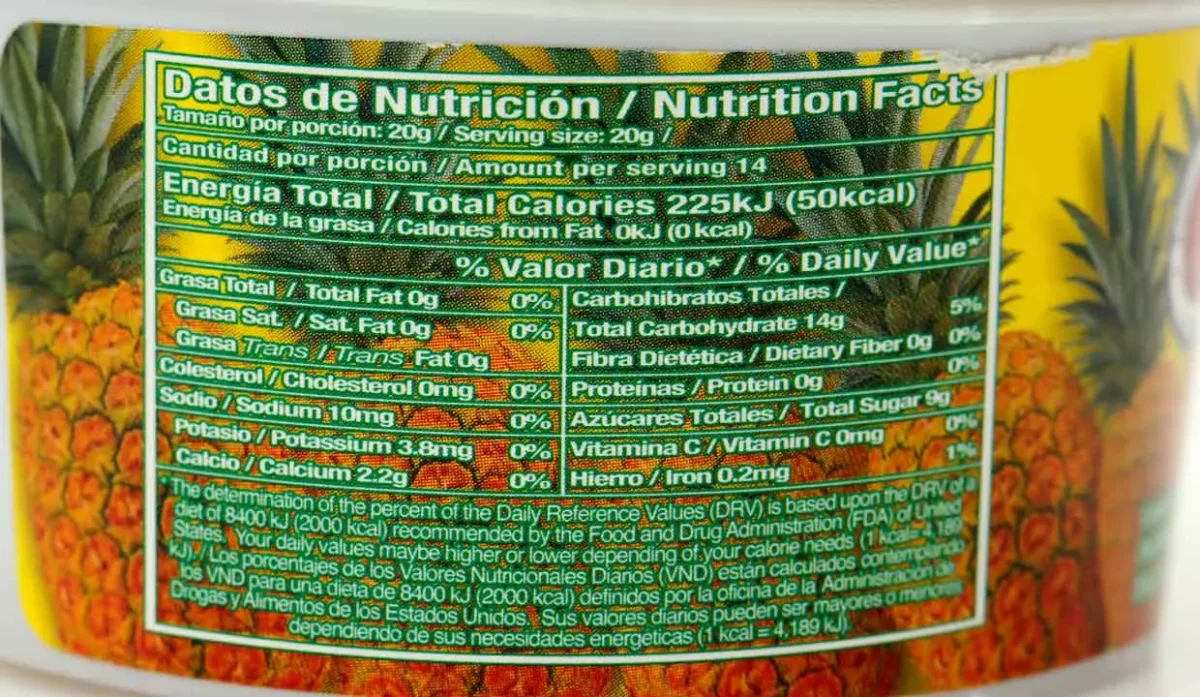 Datos de Nutrición / Nutrition Facts
Tamaño por porción: 20g / Serving size: 20g /
Cantidad por porción / Amount per serving 14
Energía Total / Total Calories 225kJ (50kcal)
Energía de la grasa / Calories from Fat 0kJ (0 kcal)
% Valor Diario* / % Daily Value*
Grasa Total / Total Fat 0g 0%
Grasa Sat. / Sat. Fat 0g 0%
Grasa Trans / Trans Fat 0g
Colesterol / Cholesterol 0mg 0%
Sodio / Sodium 10mg 0%
Potasio / Potassium 3.8mg 0%
Calcio / Calcium 2.2g 0%
Carbohibratos Totales /
Total Carbohydrate 14g 5%
Fibra Dietética / Dietary Fiber 0g 0%
Proteínas / Protein 0g 0%
Azúcares Totales / Total Sugar 9g
Vitamina C / Vitamin C 0mg 0%
Hierro / Iron 0.2mg 1%
* The determination of the percent of the Daily Reference Values (DRV) is based upon the DRV of a
diet of 8400 kJ (2000 Kcal) recommended by the Food and Drug Administration (FDA) of United
States. Your daily values maybe higher or lower depending of your calorie needs (1 kcal= 4,189
kJ). / Los porcentajes de los Valores Nutricionales Diarios (VND) están calculados contemplando
los VND para una dieta de 8400 kJ (2000 kcal) definidos por la oficina de la Administración de
Drogas y Alimentos de los Estados Unidos. Sus valores diarios pueden ser mayores o menores
dependiendo de sus necesidades energeticas (1 kcal = 4,189 kJ).